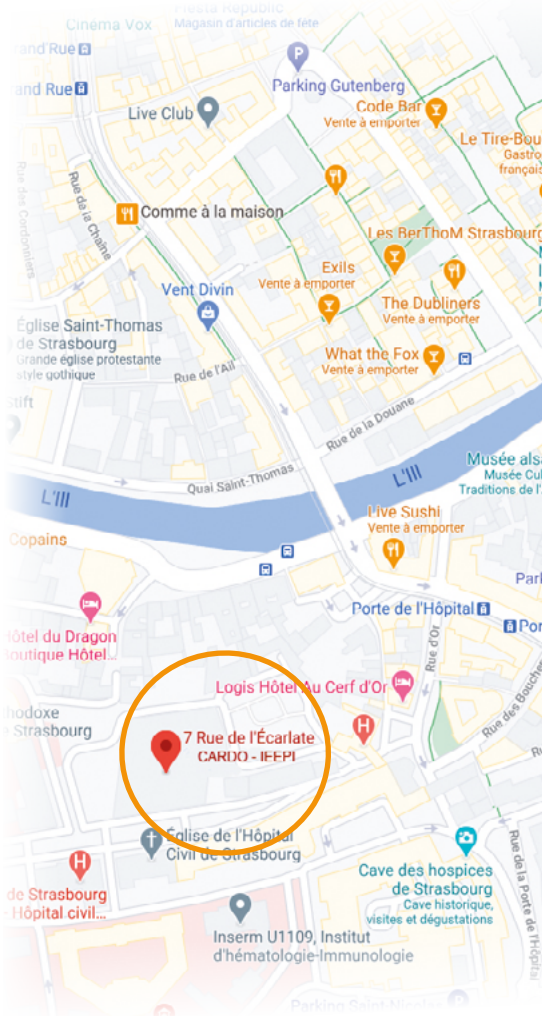 Fiesta Republic
Cinema Vox
Magasin d'articles de fête
and Rue
and Rue
Parking Gutenberg
Live Club
Code Bar
Vente à emporter
Le Tire-Bou
Gastro
français
Rue des Cordonniers
Rue de la Chaîne
Comme à la maison
Les BerThoM Strasbourg
Exils
Vente à emporter
Vent Divin
The Dubliners
Vente à emporter
Église Saint-Thomas
de Strasbourg
Grande église protestante
style gothique
What the Fox
Vente à emporter
Rue de l'Ail
Stift
Rue de la Douane
Quai Saint-Thomas
Musée als
Musée Cul
Traditions de l'
L'Ill
L'Ill
Live Sushi
Vente à emporter
Copains
Park
Porte de l'Hôpital
Por
Hôtel du Dragon
Boutique Hôtel...
Rue d'Or
Rue des Bouchers
Logis Hôtel Au Cerf d'Or
thodoxe
e Strasbourg
7 Rue de l'Écarlate
CARDO - IEEPI
H
Ru
Église de l'Hôpital
Civil de Strasbourg
H
de Strasbourg
- Hôpital civil...
Cave des hospices
de Strasbourg
Cave historique,
visites et dégustations
Rue de la Porte de l'Hôpital
Inserm U1109, Institut
d'hématologie-Immunologie
Parking Saint-Nicolas
P